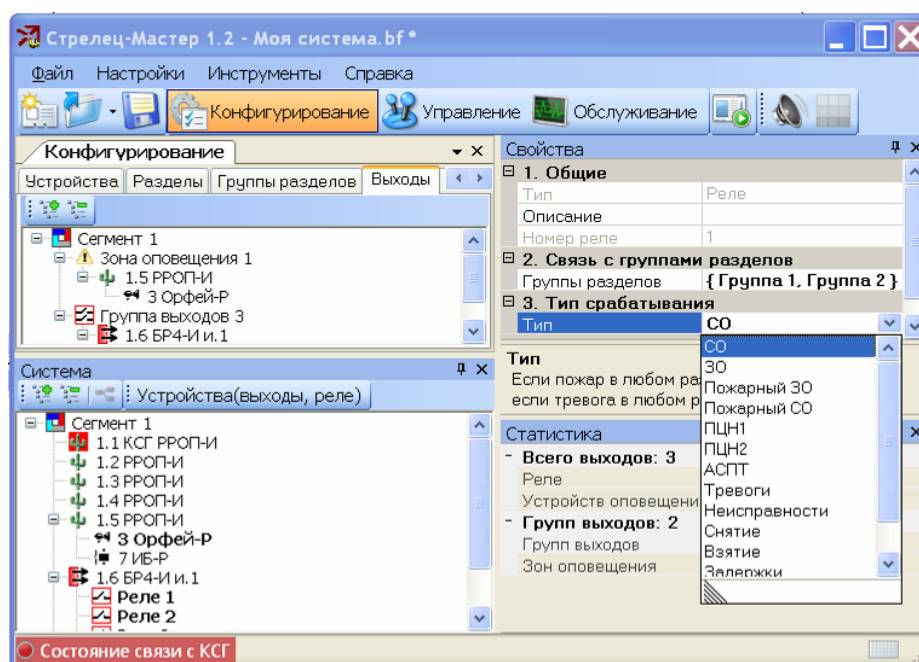 Стрелец-Мастер 1.2 - Моя система.bf *
Файл Настройки Инструменты Справка
Конфигурирование Управление Обслуживание
Конфигурирование
Устройства Разделы Группы разделов Выходы
Сегмент 1
Зона оповещения 1
1.5 РРОП-И
3 Орфей-Р
Группа выходов 3
1.6 БР4-И и.1
Система
Устройства(выходы, реле)
Сегмент 1
1.1 КСГ РРОП-И
1.2 РРОП-И
1.3 РРОП-И
1.4 РРОП-И
1.5 РРОП-И
3 Орфей-Р
7 ИБ-Р
1.6 БР4-И и.1
Реле 1
Реле 2
Свойства
1. Общие
Тип Реле
Описание
Номер реле 1
2. Связь с группами разделов
Группы разделов { Группа 1, Группа 2 }
3. Тип срабатывания
Тип СО
СО
ЗО
Пожарный ЗО
Пожарный СО
ПЦН1
ПЦН2
АСПТ
Тревоги
Неисправности
Снятие
Взятие
Задержки
Тип
Если пожар в любом
если тревога в любом
Статистика
Всего выходов: 3
Реле
Устройств оповещени
Групп выходов: 2
Групп выходов
Зон оповещения
Состояние связи с КСГ